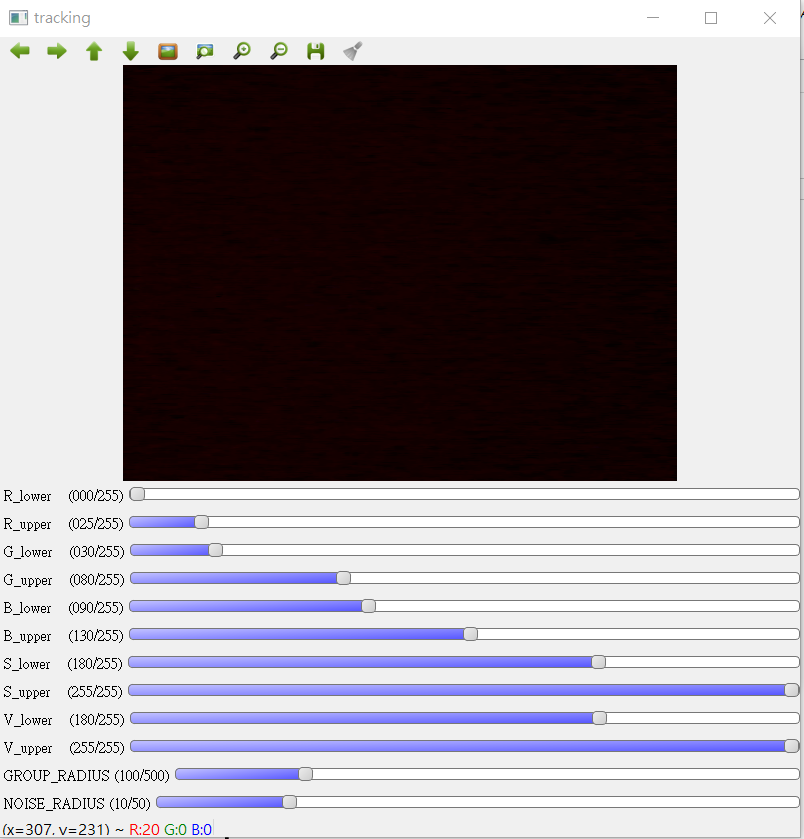 tracking
R_lower (000/255)
R_upper (025/255)
G_lower (030/255)
G_upper (080/255)
B_lower (090/255)
B_upper (130/255)
S_lower (180/255)
S_upper (255/255)
V_lower (180/255)
V_upper (255/255)
GROUP_RADIUS (100/500)
NOISE_RADIUS (10/50)
(x=307, y=231) ~ R:20 G:0 B:0